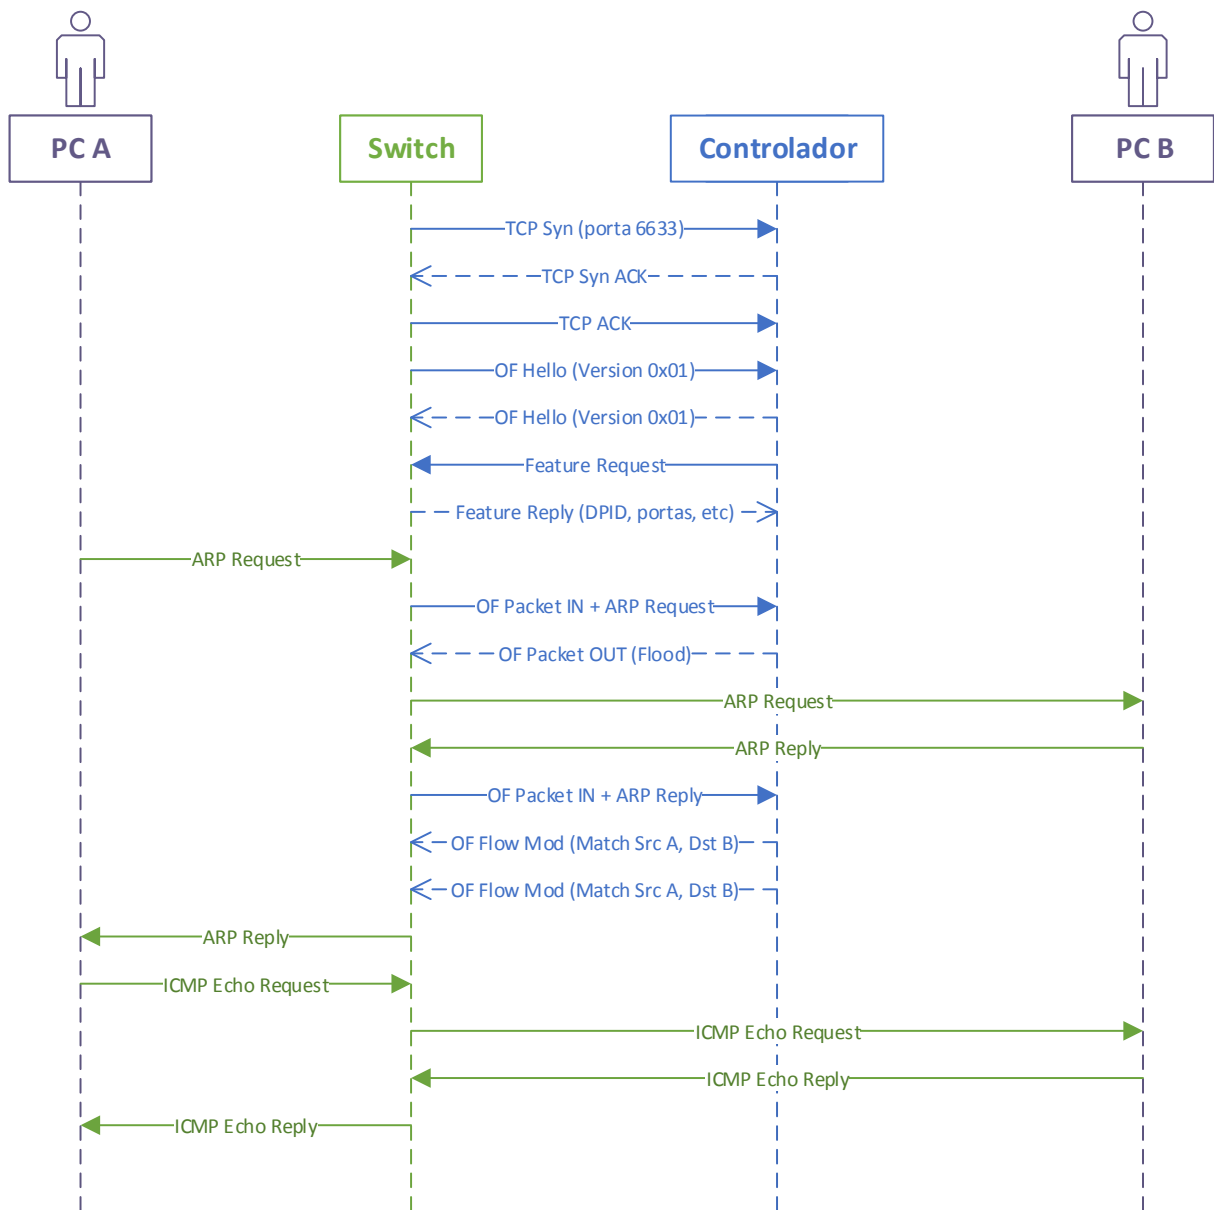 PC A
Switch
Controlador
PC B
TCP Syn (porta 6633)
TCP Syn ACK
TCP ACK
OF Hello (Version 0x01)
OF Hello (Version 0x01)
Feature Request
Feature Reply (DPID, portas, etc)
ARP Request
OF Packet IN + ARP Request
OF Packet OUT (Flood)
ARP Request
ARP Reply
OF Packet IN + ARP Reply
OF Flow Mod (Match Src A, Dst B)
OF Flow Mod (Match Src A, Dst B)
ARP Reply
ICMP Echo Request
ICMP Echo Request
ICMP Echo Reply
ICMP Echo Reply